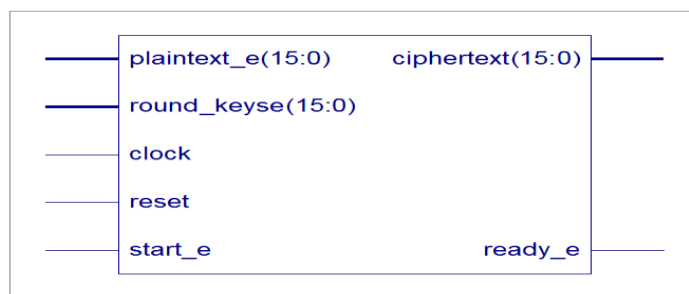 plaintext_e(15:0) ciphertext(15:0)
round_keyse(15:0)
clock
reset
start_e ready_e